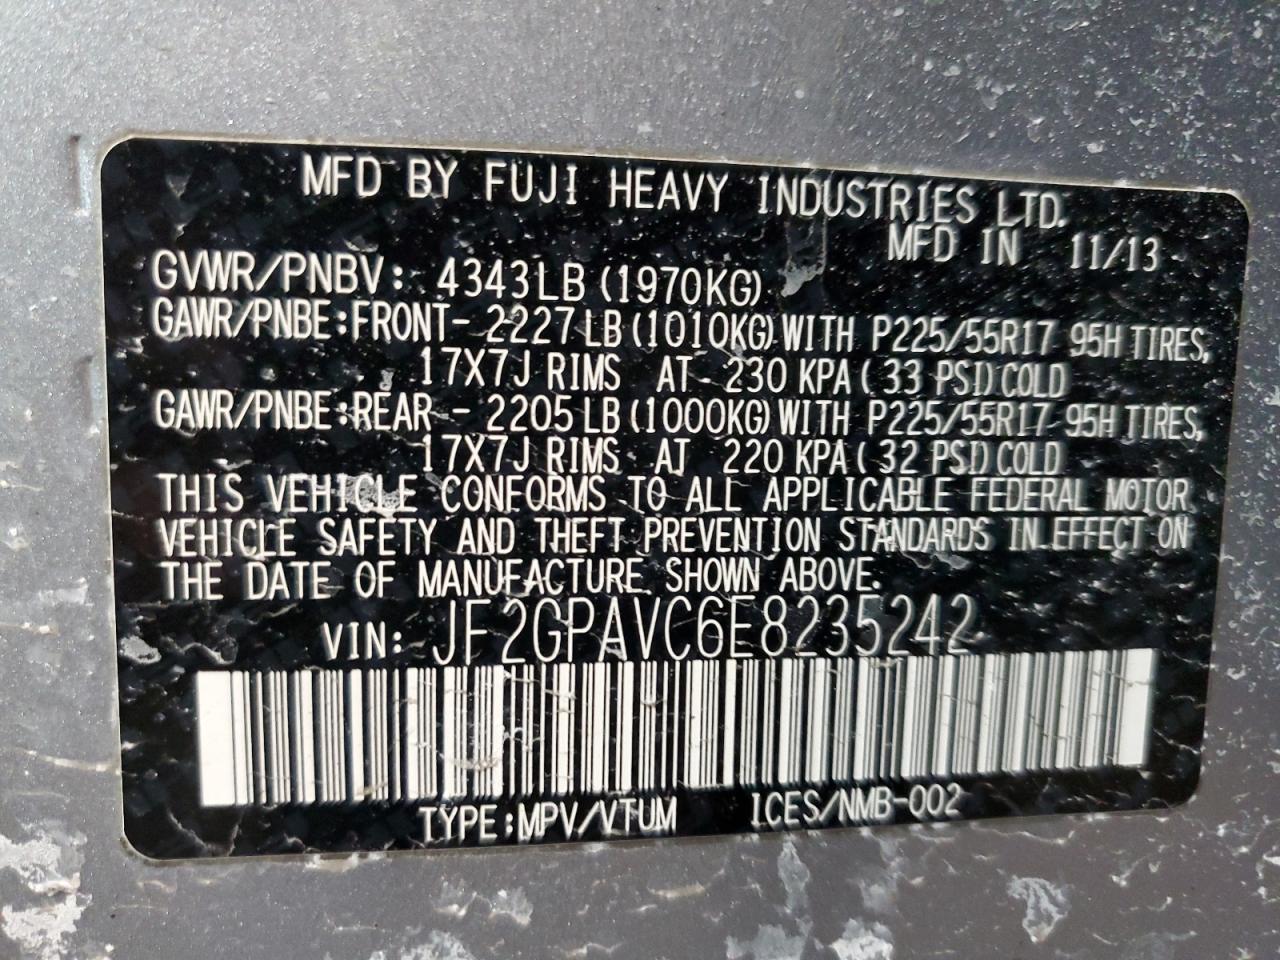 MFD BY FUJI HEAVY INDUSTRIES LTD.
MFD IN 11/13
GVWR/PNBV: 4343LB (1970KG)
GAWR/PNBE:FRONT- 2227 LB (1010KG) WITH P225/55R17 95H TIRES,
17X7J RIMS AT 230 KPA ( 33 PSI) COLD
GAWR/PNBE:REAR - 2205 LB (1000KG) WITH P225/55R17 95H TIRES,
17X7J RIMS AT 220 KPA ( 32 PSI) COLD
THIS VEHICLE CONFORMS TO ALL APPLICABLE FEDERAL MOTOR
VEHICLE SAFETY AND THEFT PREVENTION STANDARDS IN EFFECT ON
THE DATE OF MANUFACTURE SHOWN ABOVE.
VIN: JF2GPAVC6E8235242
TYPE:MPV/VTUM ICES/NMB-002